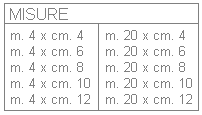 MISURE
m. 4 x cm. 4 m. 20 x cm. 4
m. 4 x cm. 6 m. 20 x cm. 6
m. 4 x cm. 8 m. 20 x cm. 8
m. 4 x cm. 10 m. 20 x cm. 10
m. 4 x cm. 12 m. 20 x cm. 12